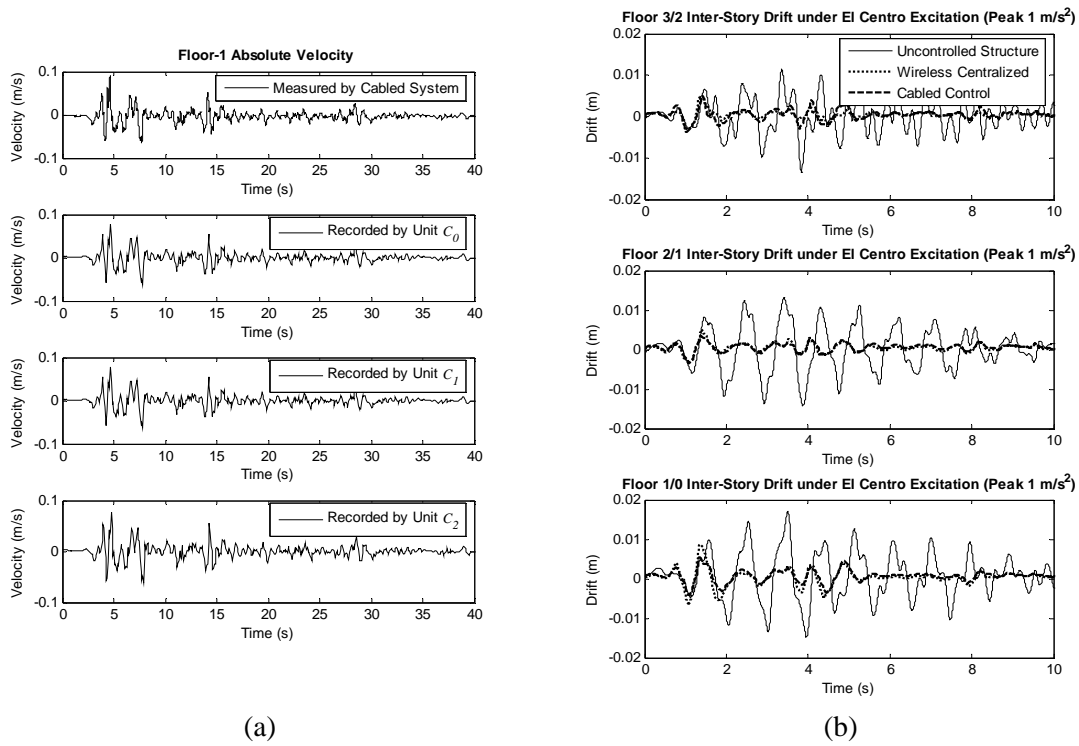 Floor-1 Absolute Velocity
0.1
0
-0.1
Velocity (m/s)
Measured by Cabled System
0 5 10 15 20 25 30 35 40
Time (s)
0.1
0
-0.1
Velocity (m/s)
Recorded by Unit C0
0 5 10 15 20 25 30 35 40
Time (s)
0.1
0
-0.1
Velocity (m/s)
Recorded by Unit C1
0 5 10 15 20 25 30 35 40
Time (s)
0.1
0
-0.1
Velocity (m/s)
Recorded by Unit C2
0 5 10 15 20 25 30 35 40
Time (s)
(a)
Floor 3/2 Inter-Story Drift under El Centro Excitation (Peak 1 m/s²)
0.02
0.01
0
-0.01
-0.02
Drift (m)
Uncontrolled Structure
Wireless Centralized
Cabled Control
0 2 4 6 8 10
Time (s)
Floor 2/1 Inter-Story Drift under El Centro Excitation (Peak 1 m/s²)
0.02
0.01
0
-0.01
-0.02
Drift (m)
0 2 4 6 8 10
Time (s)
Floor 1/0 Inter-Story Drift under El Centro Excitation (Peak 1 m/s²)
0.02
0.01
0
-0.01
-0.02
Drift (m)
0 2 4 6 8 10
Time (s)
(b)